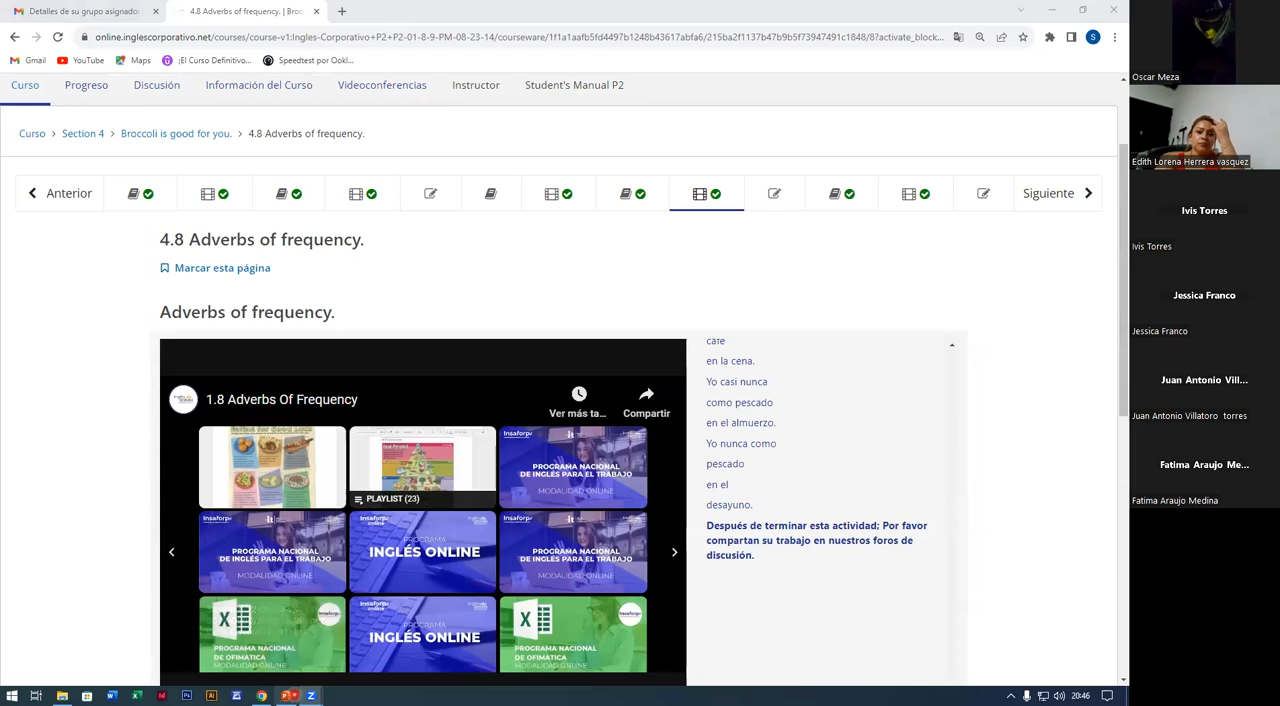 Detalles de su grupo asignado
4.8 Adverbs of frequency. | Broc
online.inglescorporativo.net/courses/course-v1:Ingles-Corporativo+P2+P2-01-8-9-PM-08-23-14/courseware/1f1a1aafb5fd4497b1248b43617abfa6/215ba2f1137b47b9b5f73947491c1848/8?activate_block...
Gmail
YouTube
Maps
¡El Curso Definitivo...
Speedtest por Ookl...
Curso
Progreso
Discusión
Información del Curso
Videoconferencias
Instructor
Student's Manual P2
Curso > Section 4 > Broccoli is good for you. > 4.8 Adverbs of frequency.
Anterior
Siguiente
4.8 Adverbs of frequency.
Marcar esta página
Adverbs of frequency.
1.8 Adverbs Of Frequency
Ver más ta...
Compartir
PLAYLIST (23)
Insaforp
PROGRAMA NACIONAL
DE INGLÉS PARA EL TRABAJO
MODALIDAD ONLINE
Insaforp
PROGRAMA NACIONAL
DE INGLÉS PARA EL TRABAJO
MODALIDAD ONLINE
Insaforp
online
PROGRAMA
INGLÉS ONLINE
Insaforp
PROGRAMA NACIONAL
DE INGLÉS PARA EL TRABAJO
MODALIDAD ONLINE
PROGRAMA NACIONAL
DE OFIMÁTICA
MODALIDAD ONLINE
Insaforp
online
PROGRAMA
INGLÉS ONLINE
Insaforp
PROGRAMA NACIONAL
DE OFIMÁTICA
MODALIDAD ONLINE
café
en la cena.
Yo casi nunca
como pescado
en el almuerzo.
Yo nunca como
pescado
en el
desayuno.
Después de terminar esta actividad; Por favor
compartan su trabajo en nuestros foros de
discusión.
Oscar Meza
Edith Lorena Herrera vasquez
Ivis Torres
Ivis Torres
Jessica Franco
Jessica Franco
Juan Antonio Vill...
Juan Antonio Villatoro torres
Fatima Araujo Me...
Fatima Araujo Medina
20:46